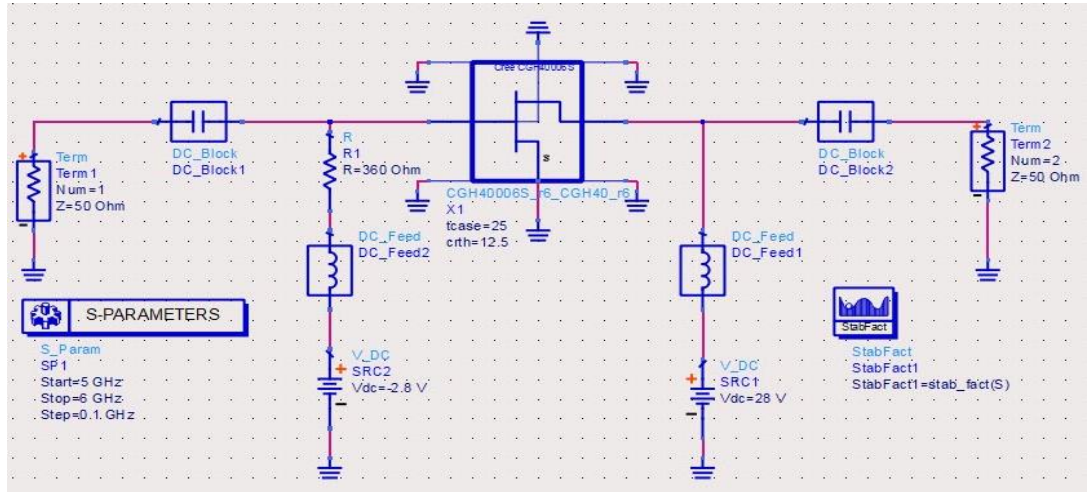 Cree CGH40006S
S
CGH40006S_r6_CGH40_r6
X1
tcase=25
crth=12.5
Term
Term1
Num=1
Z=50 Ohm
DC_Block
DC_Block1
R
R1
R=360 Ohm
DC_Feed
DC_Feed2
V_DC
SRC2
Vdc=-2.8 V
DC_Feed
DC_Feed1
V_DC
SRC1
Vdc=28 V
DC_Block
DC_Block2
Term
Term2
Num=2
Z=50 Ohm
S-PARAMETERS
S_Param
SP1
Start=5 GHz
Stop=6 GHz
Step=0.1 GHz
StabFact
StabFact
StabFact1
StabFact1=stab_fact(S)